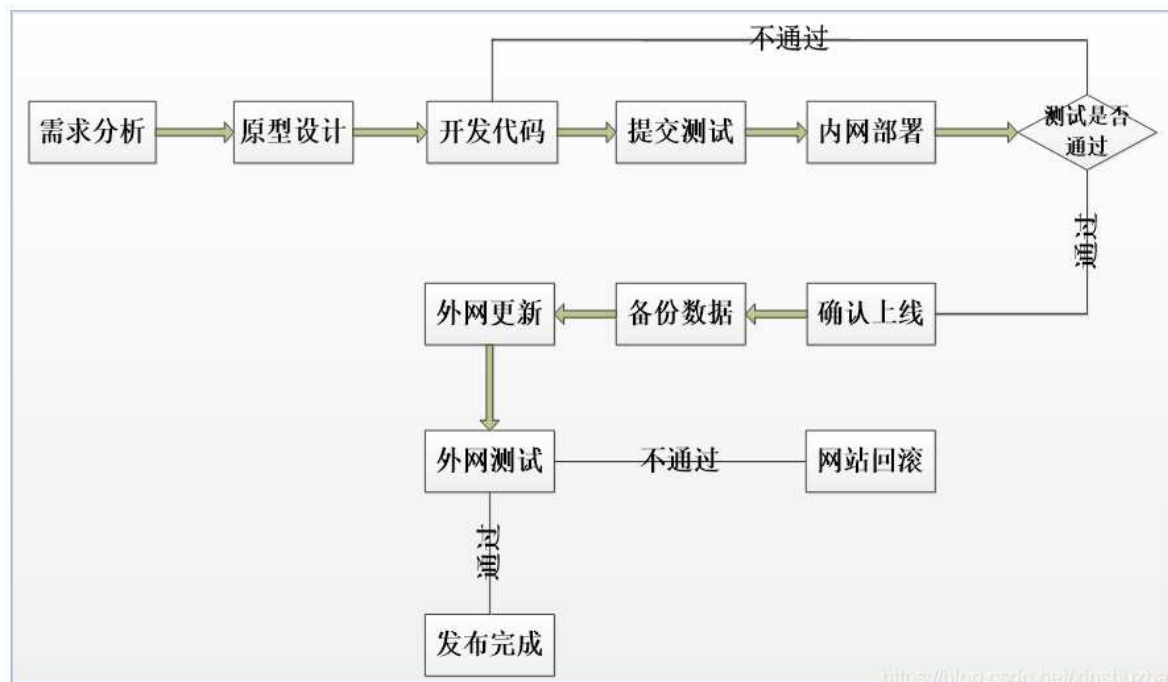 不通过
需求分析
原型设计
开发代码
提交测试
内网部署
测试是否
通过
通过
外网更新
备份数据
确认上线
外网测试
不通过
网站回滚
通过
发布完成